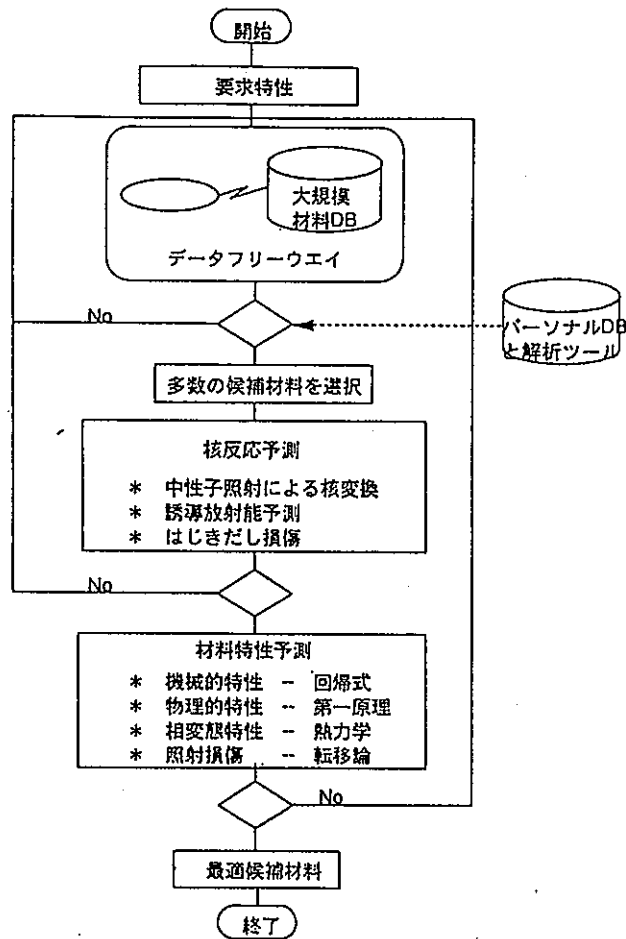 開始
要求特性
大規模
材料DB
データフリーウエイ
No
パーソナルDB
と解析ツール
多数の候補材料を選択
核反応予測
* 中性子照射による核変換
*誘導放射能予測
* はじきだし損傷
No
材料特性予測
* 機械的特性 -- 回帰式
* 物理的特性 -- 第一原理
* 相変態特性 -- 熱力学
* 照射損傷 -- 転移論
No
最適候補材料
終了